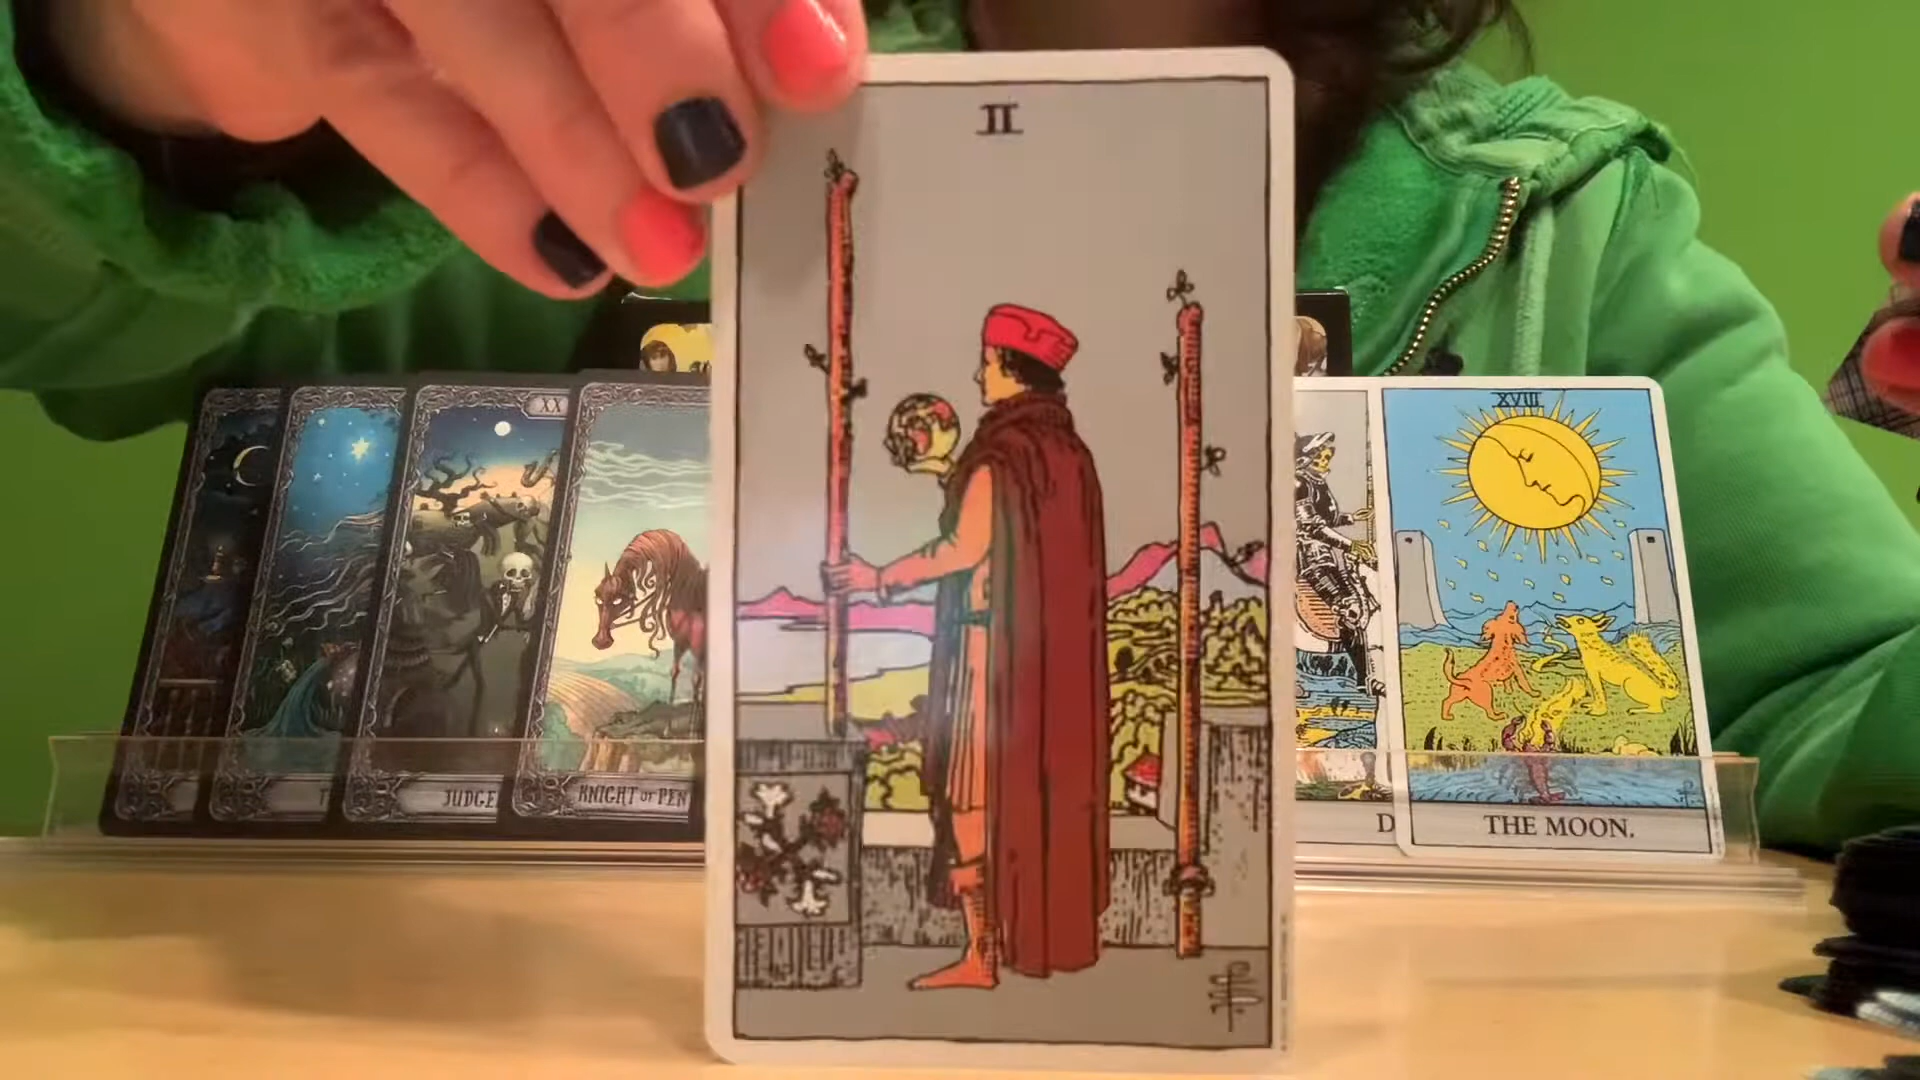 II
XX
XVIII
T
JUDGE
KNIGHT OF PEN
D
THE MOON.